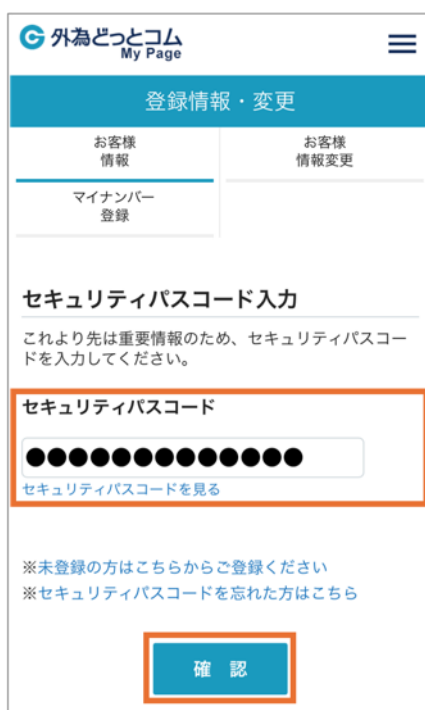 外為どっとコム
My Page
登録情報・変更
お客様
情報
お客様
情報変更
マイナンバー
登録
セキュリティパスコード入力
これより先は重要情報のため、セキュリティパスコー
ドを入力してください。
セキュリティパスコード
●●●●●●●●●●●●●
セキュリティパスコードを見る
※未登録の方はこちらからご登録ください
※セキュリティパスコードを忘れた方はこちら
確 認